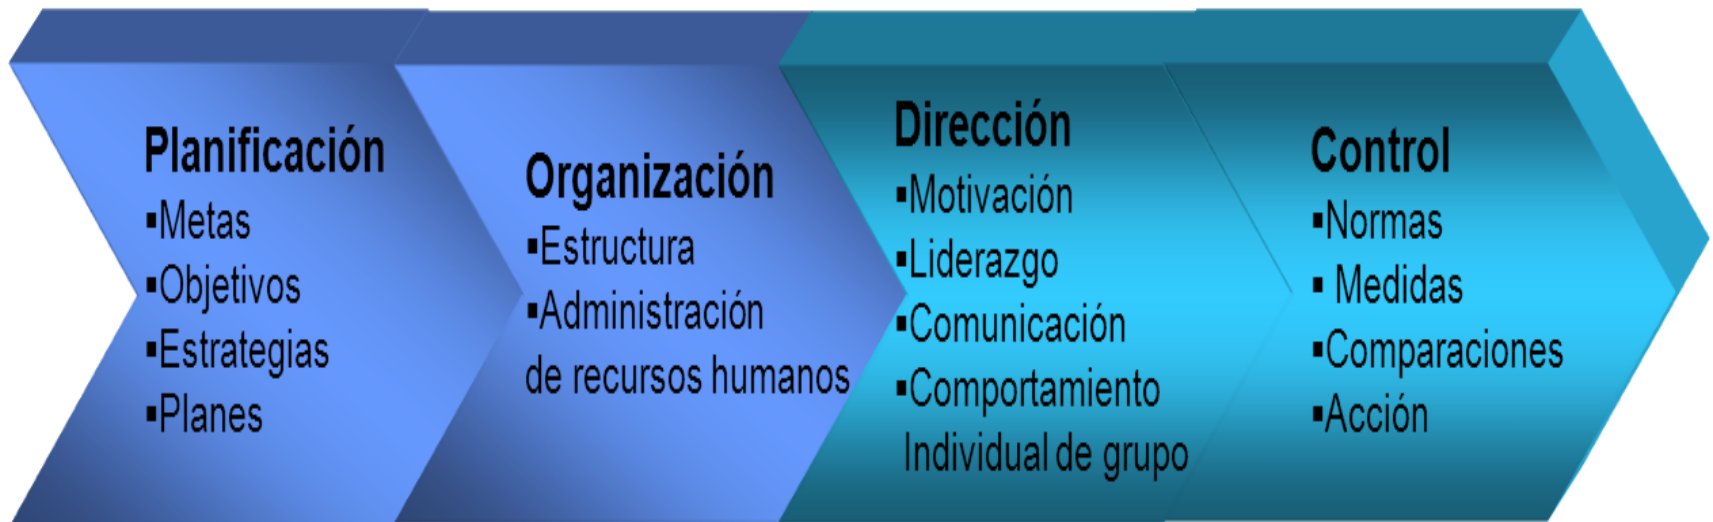 Planificación
▪Metas
▪Objetivos
▪Estrategias
▪Planes
Organización
▪Estructura
▪Administración
de recursos humanos
Dirección
▪Motivación
▪Liderazgo
▪Comunicación
▪Comportamiento
Individual de grupo
Control
▪Normas
▪ Medidas
▪Comparaciones
▪Acción